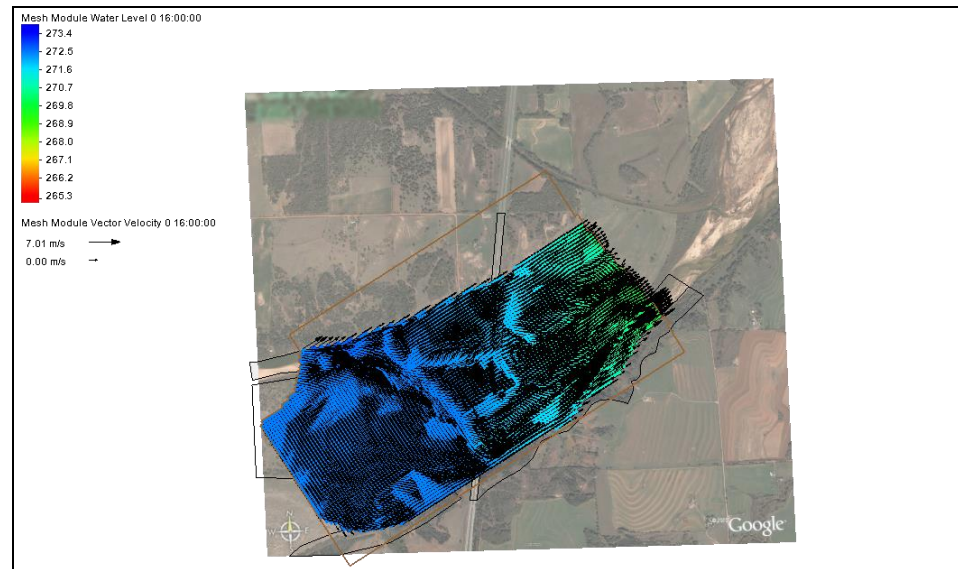 Mesh Module Water Level 0 16:00:00
273.4
272.5
271.6
270.7
269.8
268.9
268.0
267.1
266.2
265.3
Mesh Module Vector Velocity 0 16:00:00
7.01 m/s
0.00 m/s
N
W
Google